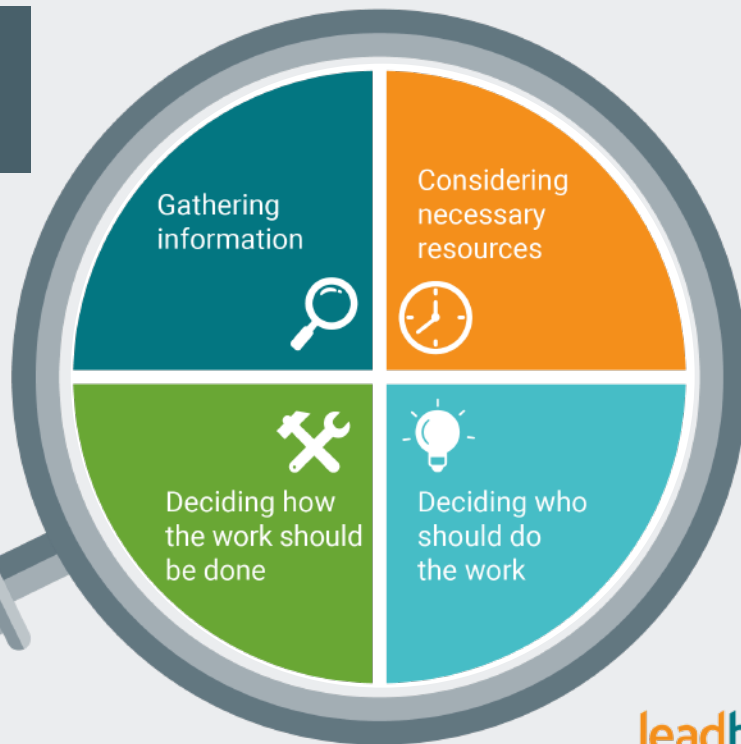 Gathering
information
Considering
necessary
resources
Deciding how
the work should
be done
Deciding who
should do
the work